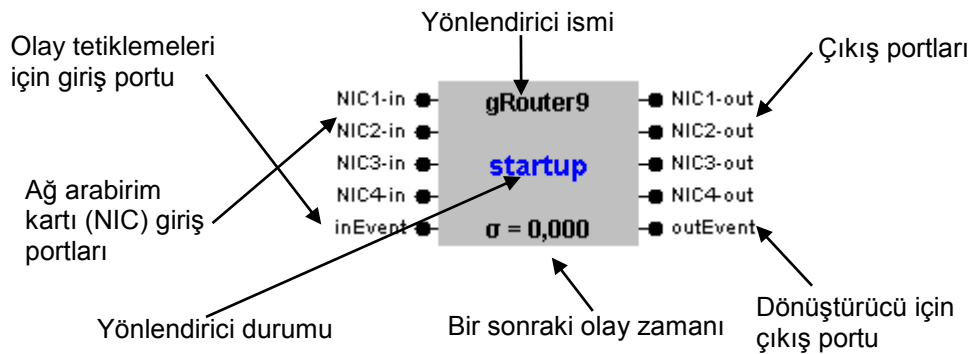 Yönlendirici ismi
Olay tetiklemeleri
için giriş portu
Çıkış portları
NIC1-in
gRouter9
NIC1-out
NIC2-in
NIC2-out
NIC3-in
startup
NIC3-out
NIC4-in
NIC4-out
Ağ arabirim
kartı (NIC) giriş
portları
inEvent
σ = 0,000
outEvent
Yönlendirici durumu
Bir sonraki olay zamanı
Dönüştürücü için
çıkış portu